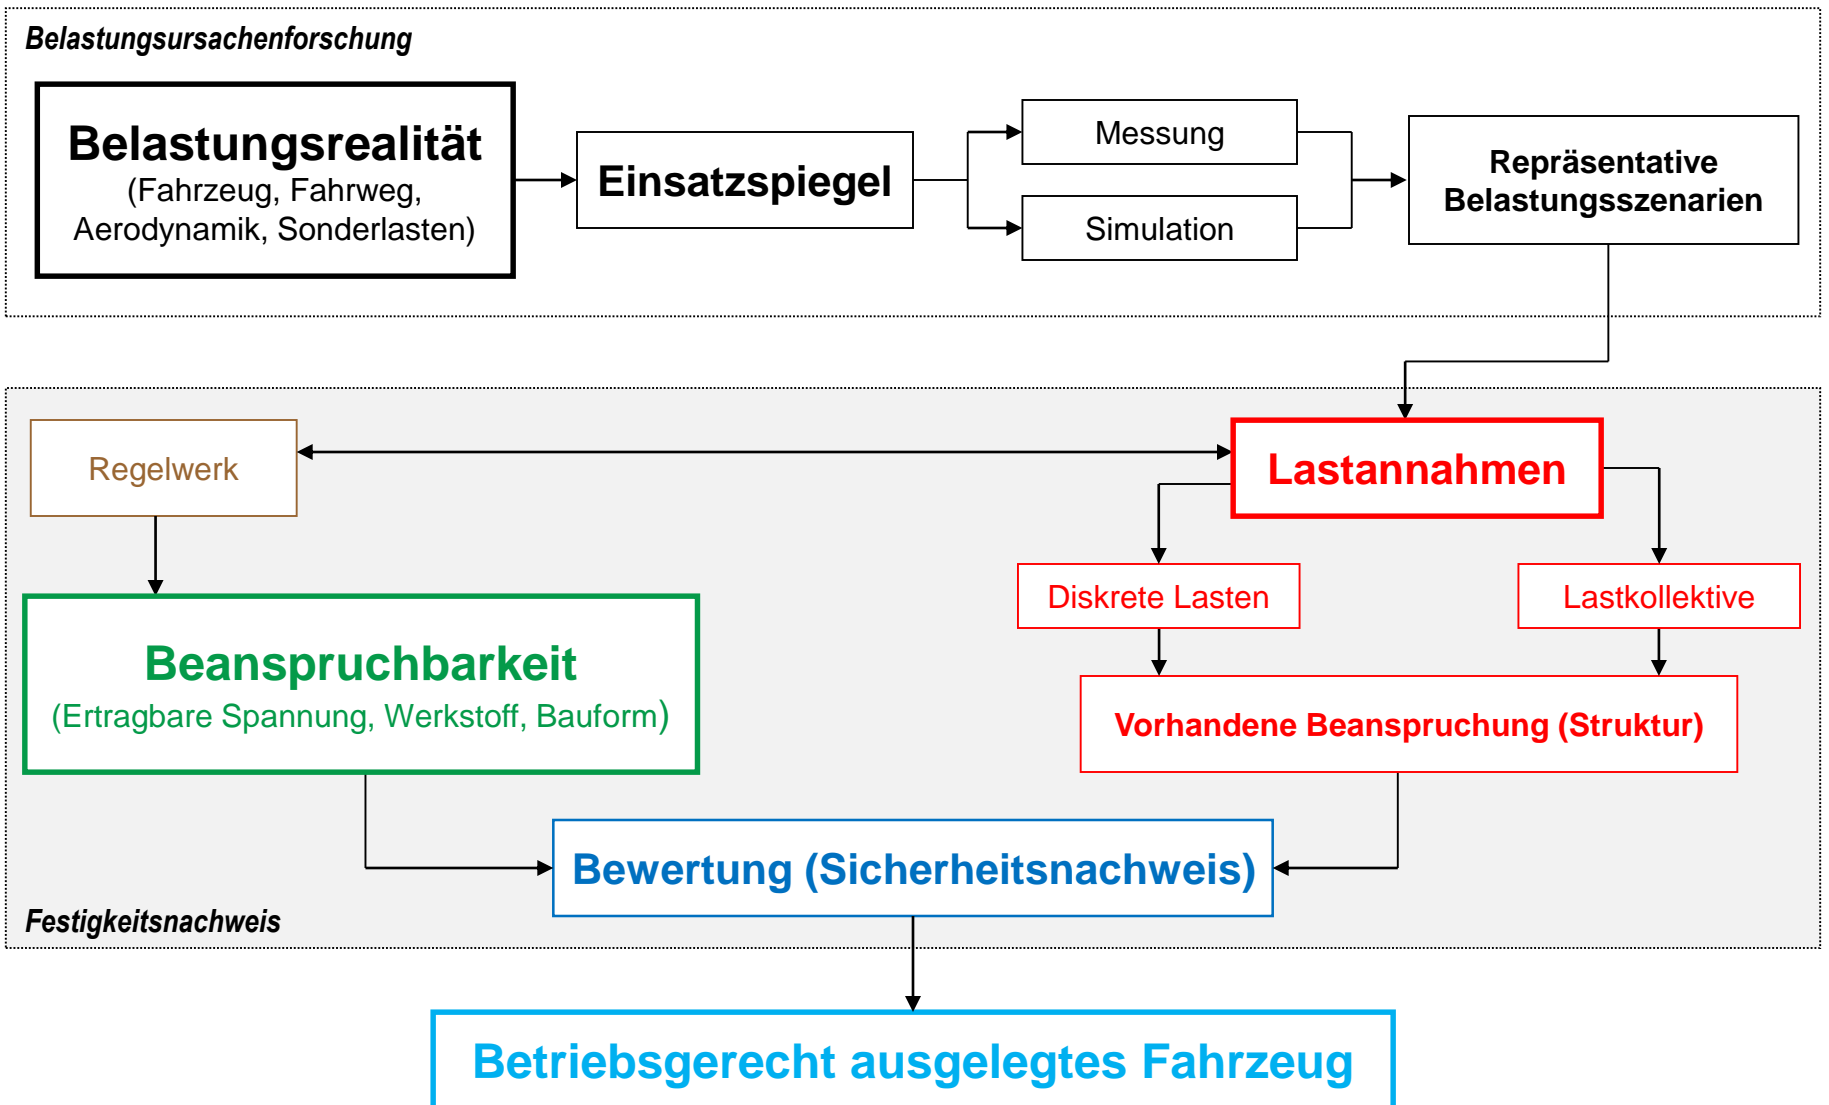 Belastungsursachenforschung
Belastungsrealität
(Fahrzeug, Fahrweg,
Aerodynamik, Sonderlasten)
Einsatzspiegel
Messung
Simulation
Repräsentative
Belastungsszenarien
Regelwerk
Lastannahmen
Diskrete Lasten
Lastkollektive
Beanspruchbarkeit
(Ertragbare Spannung, Werkstoff, Bauform)
Vorhandene Beanspruchung (Struktur)
Bewertung (Sicherheitsnachweis)
Festigkeitsnachweis
Betriebsgerecht ausgelegtes Fahrzeug